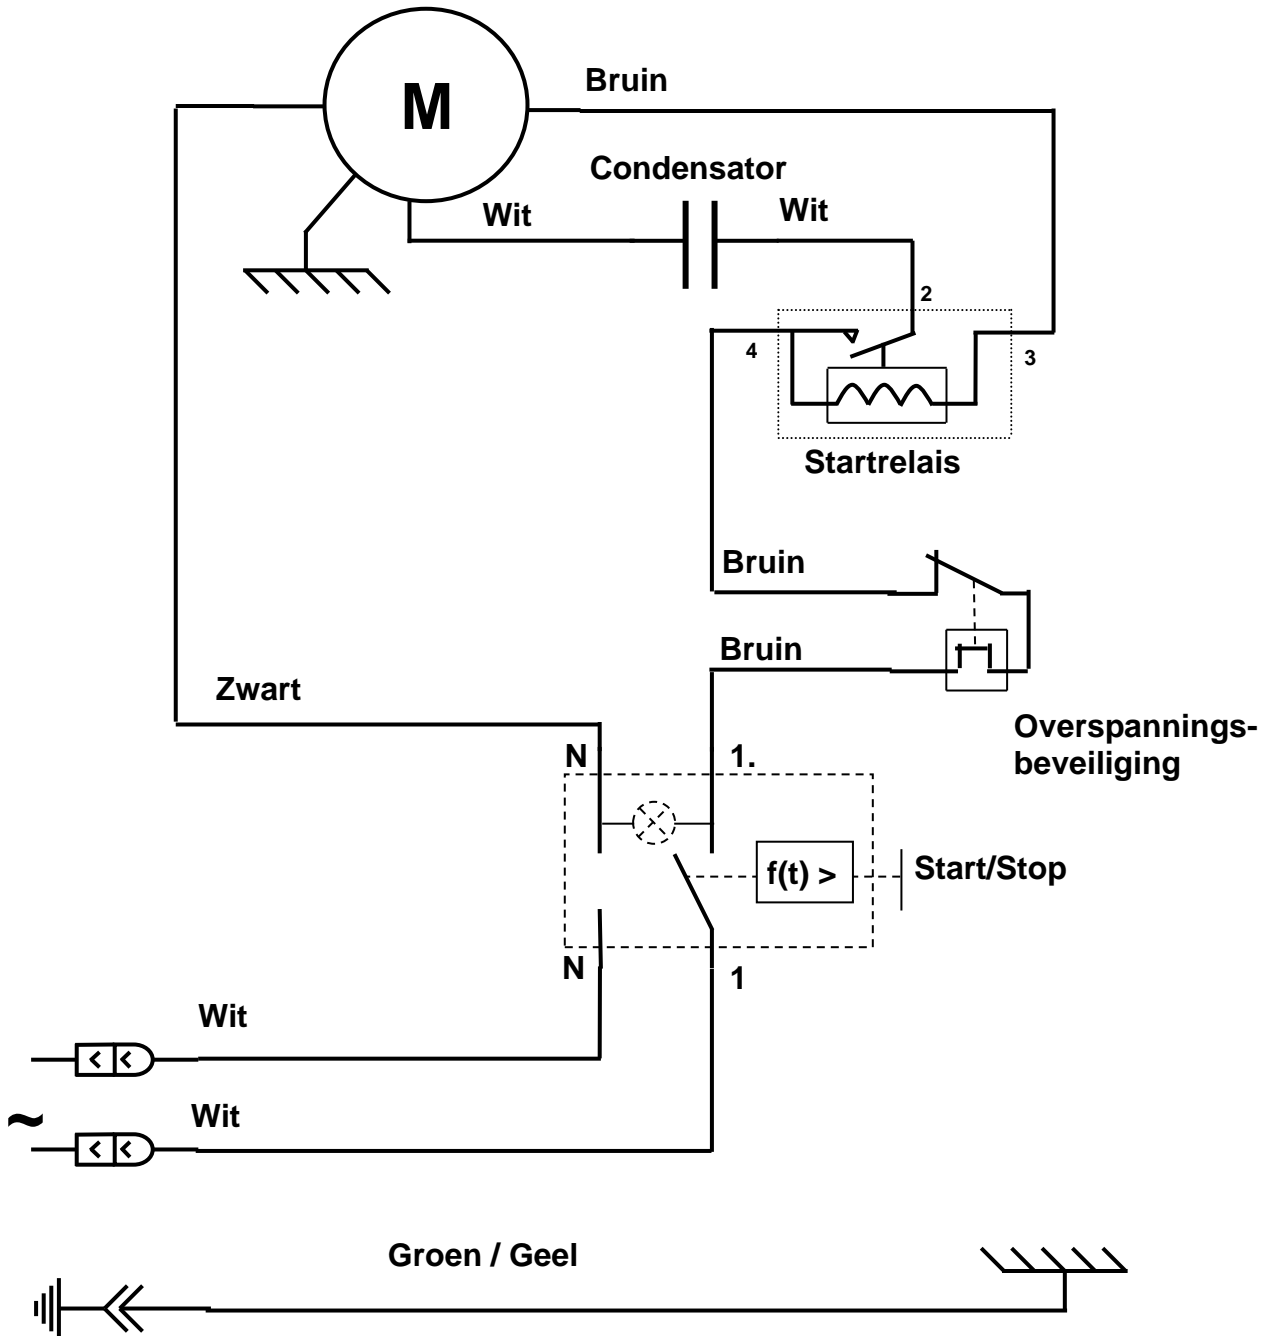 M
Bruin
Condensator
Wit
Wit
2
4
3
Startrelais
Bruin
Bruin
Zwart
Overspannings-
beveiliging
N
1.
f(t) >
Start/Stop
N
1
Wit
~
Wit
Groen / Geel